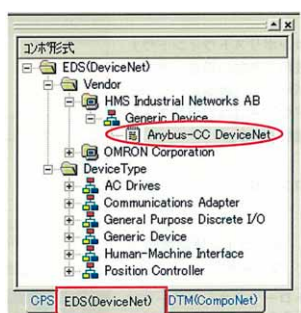 コンポ形式
EDS(DeviceNet)
Vendor
HMS Industrial Networks AB
Generic Device
Anybus-CC DeviceNet
OMRON Corporation
DeviceType
AC Drives
Communications Adapter
General Purpose Discrete I/O
Generic Device
Human-Machine Interface
Position Controller
CPS EDS(DeviceNet) DTM(CompoNet)